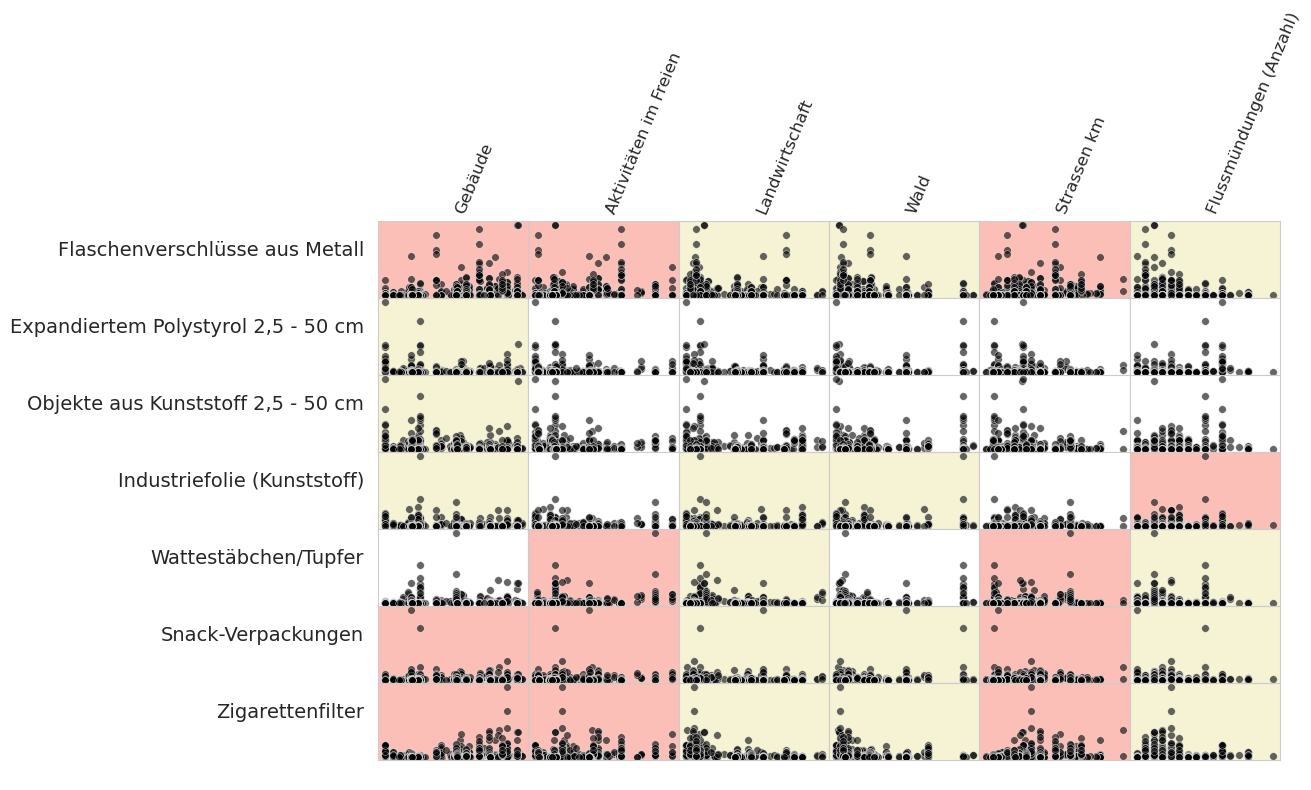 Gebäude
Aktivitäten im Freien
Landwirtschaft
Wald
Strassen km
Flussmündungen (Anzahl)
Flaschenverschlüsse aus Metall
Expandiertem Polystyrol 2,5 - 50 cm
Objekte aus Kunststoff 2,5 - 50 cm
Industriefolie (Kunststoff)
Wattestäbchen/Tupfer
Snack-Verpackungen
Zigarettenfilter